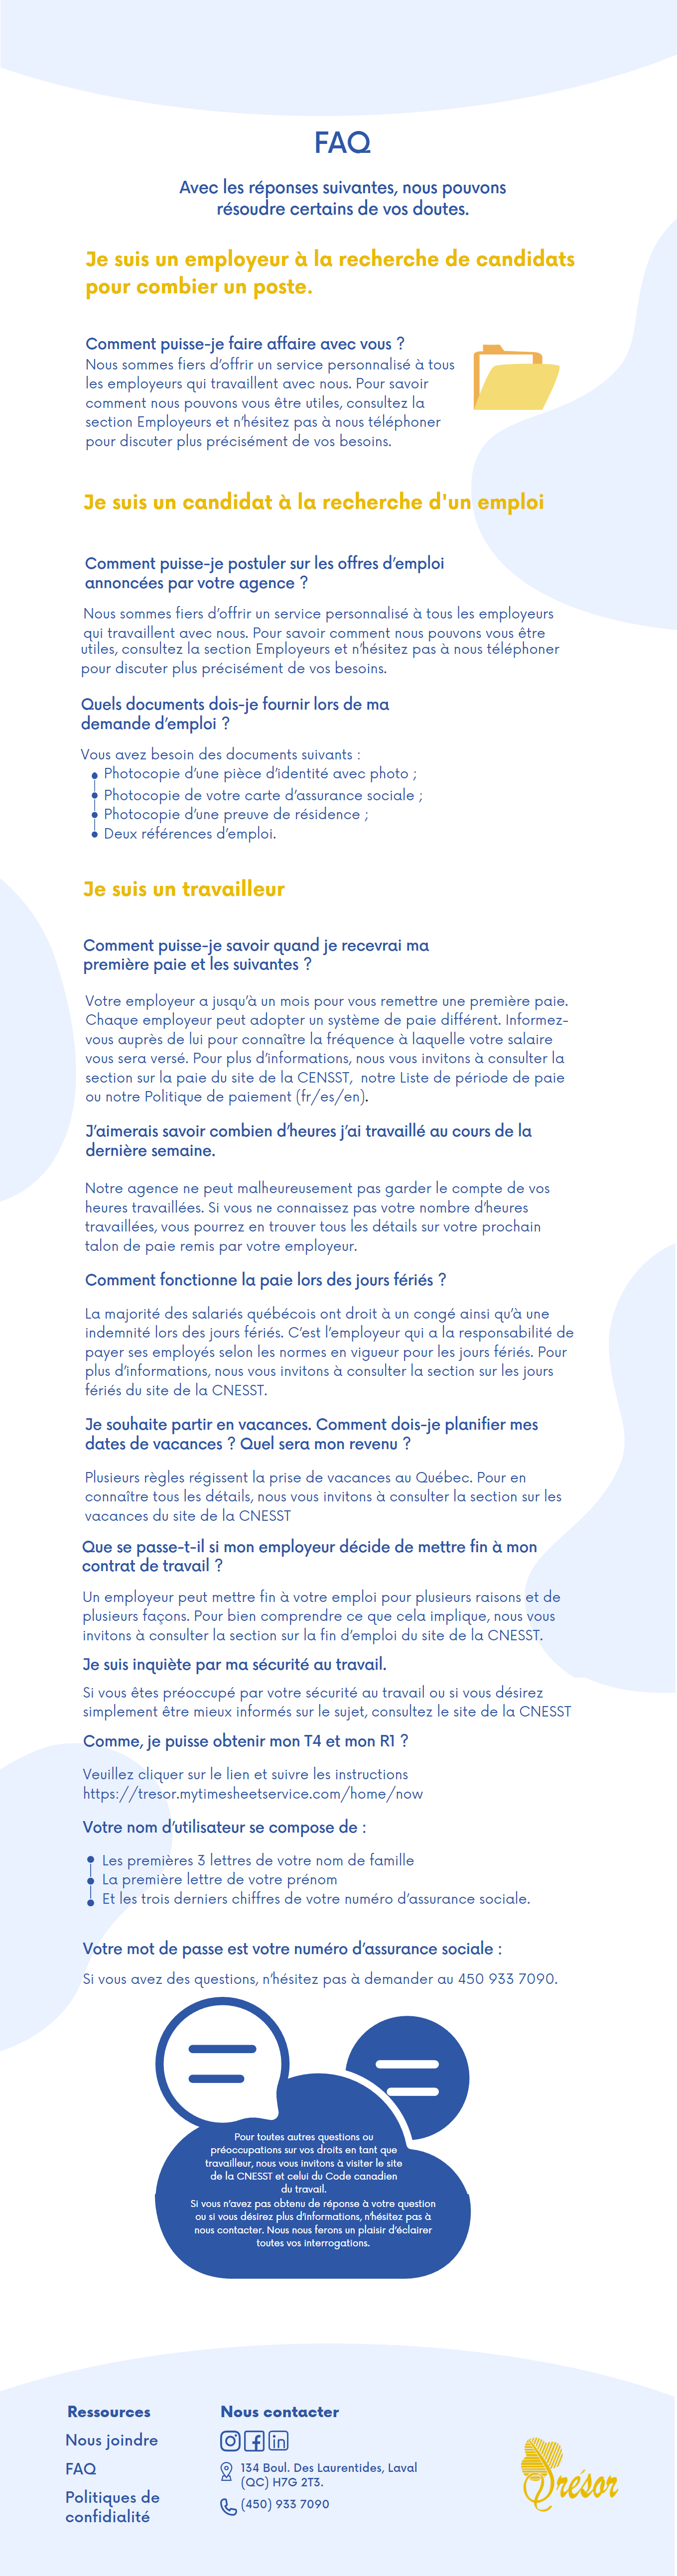 FAQ
Avec les réponses suivantes, nous pouvons
résoudre certains de vos doutes.
Je suis un employeur à la recherche de candidats
pour combier un poste.
Comment puisse-je faire affaire avec vous ?
Nous sommes fiers d’offrir un service personnalisé à tous
les employeurs qui travaillent avec nous. Pour savoir
comment nous pouvons vous être utiles, consultez la
section Employeurs et n’hésitez pas à nous téléphoner
pour discuter plus précisément de vos besoins.
Je suis un candidat à la recherche d'un emploi
Comment puisse-je postuler sur les offres d’emploi
annoncées par votre agence ?
Nous sommes fiers d’offrir un service personnalisé à tous les employeurs
qui travaillent avec nous. Pour savoir comment nous pouvons vous être
utiles, consultez la section Employeurs et n’hésitez pas à nous téléphoner
pour discuter plus précisément de vos besoins.
Quels documents dois-je fournir lors de ma
demande d’emploi ?
Vous avez besoin des documents suivants :
Photocopie d’une pièce d’identité avec photo ;
Photocopie de votre carte d’assurance sociale ;
Photocopie d’une preuve de résidence ;
Deux références d’emploi.
Je suis un travailleur
Comment puisse-je savoir quand je recevrai ma
première paie et les suivantes ?
Votre employeur a jusqu’à un mois pour vous remettre une première paie.
Chaque employeur peut adopter un système de paie différent. Informez-
vous auprès de lui pour connaître la fréquence à laquelle votre salaire
vous sera versé. Pour plus d’informations, nous vous invitons à consulter la
section sur la paie du site de la CENSST, notre Liste de période de paie
ou notre Politique de paiement (fr/es/en).
J’aimerais savoir combien d’heures j’ai travaillé au cours de la
dernière semaine.
Notre agence ne peut malheureusement pas garder le compte de vos
heures travaillées. Si vous ne connaissez pas votre nombre d’heures
travaillées, vous pourrez en trouver tous les détails sur votre prochain
talon de paie remis par votre employeur.
Comment fonctionne la paie lors des jours fériés ?
La majorité des salariés québécois ont droit à un congé ainsi qu’à une
indemnité lors des jours fériés. C’est l’employeur qui a la responsabilité de
payer ses employés selon les normes en vigueur pour les jours fériés. Pour
plus d’informations, nous vous invitons à consulter la section sur les jours
fériés du site de la CNESST.
Je souhaite partir en vacances. Comment dois-je planifier mes
dates de vacances ? Quel sera mon revenu ?
Plusieurs règles régissent la prise de vacances au Québec. Pour en
connaître tous les détails, nous vous invitons à consulter la section sur les
vacances du site de la CNESST
Que se passe-t-il si mon employeur décide de mettre fin à mon
contrat de travail ?
Un employeur peut mettre fin à votre emploi pour plusieurs raisons et de
plusieurs façons. Pour bien comprendre ce que cela implique, nous vous
invitons à consulter la section sur la fin d’emploi du site de la CNESST.
Je suis inquiète par ma sécurité au travail.
Si vous êtes préoccupé par votre sécurité au travail ou si vous désirez
simplement être mieux informés sur le sujet, consultez le site de la CNESST
Comme, je puisse obtenir mon T4 et mon R1 ?
Veuillez cliquer sur le lien et suivre les instructions
https://tresor.mytimesheetservice.com/home/now
Votre nom d’utilisateur se compose de :
Les premières 3 lettres de votre nom de famille
La première lettre de votre prénom
Et les trois derniers chiffres de votre numéro d’assurance sociale.
Votre mot de passe est votre numéro d’assurance sociale :
Si vous avez des questions, n’hésitez pas à demander au 450 933 7090.
Pour toutes autres questions ou
préoccupations sur vos droits en tant que
travailleur, nous vous invitons à visiter le site
de la CNESST et celui du Code canadien
du travail.
Si vous n’avez pas obtenu de réponse à votre question
ou si vous désirez plus d’informations, n’hésitez pas à
nous contacter. Nous nous ferons un plaisir d’éclairer
toutes vos interrogations.
Ressources
Nous joindre
FAQ
Politiques de
confidialité
Nous contacter
134 Boul. Des Laurentides, Laval
(QC) H7G 2T3.
(450) 933 7090
Trésor